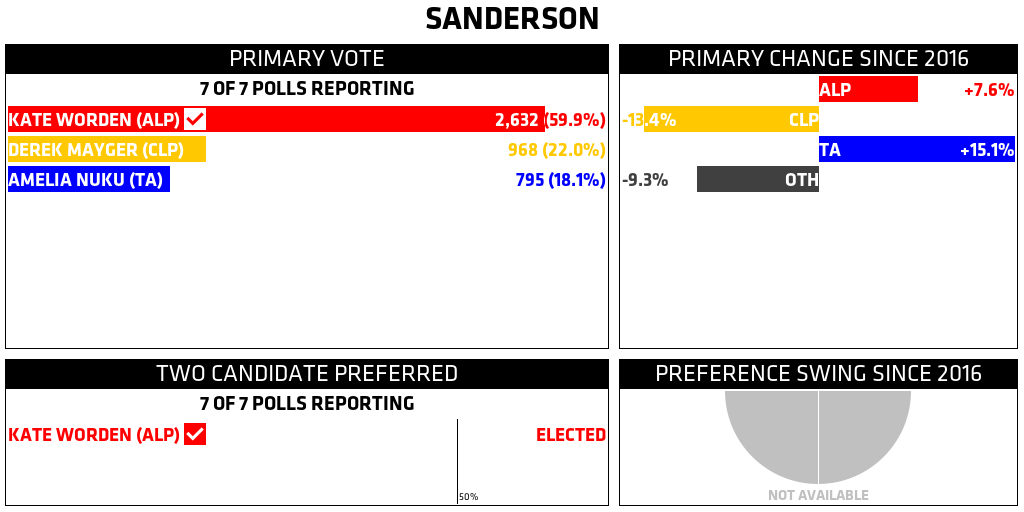 SANDERSON
PRIMARY VOTE
7 OF 7 POLLS REPORTING
KATE WORDEN (ALP) 2,632 (59.9%)
DEREK MAYGER (CLP) 968 (22.0%)
AMELIA NUKU (TA) 795 (18.1%)
PRIMARY CHANGE SINCE 2016
ALP +7.6%
-13.4% CLP
TA +15.1%
-9.3% OTH
TWO CANDIDATE PREFERRED
7 OF 7 POLLS REPORTING
KATE WORDEN (ALP) ELECTED
50%
PREFERENCE SWING SINCE 2016
NOT AVAILABLE